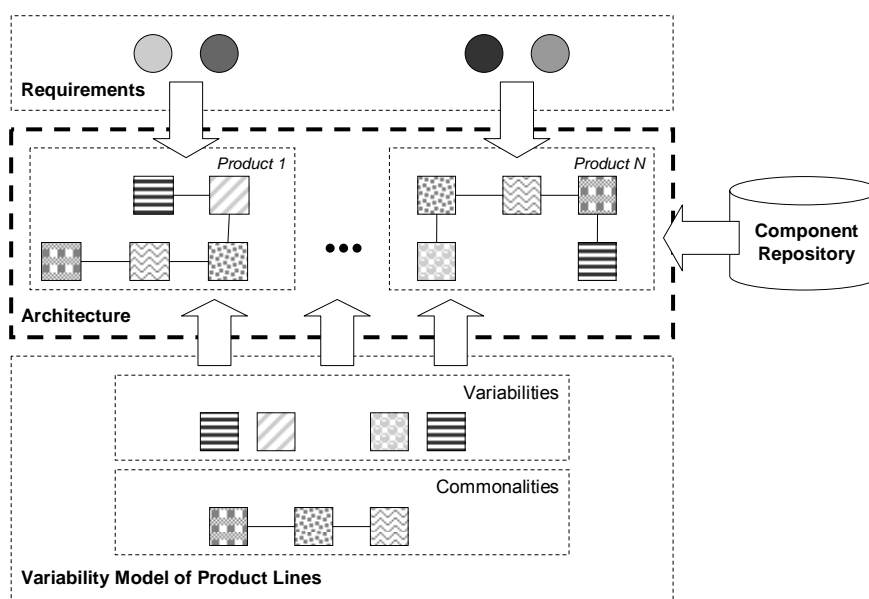 Requirements
Product 1
Product N
Component
Repository
Architecture
Variabilities
Commonalities
Variability Model of Product Lines